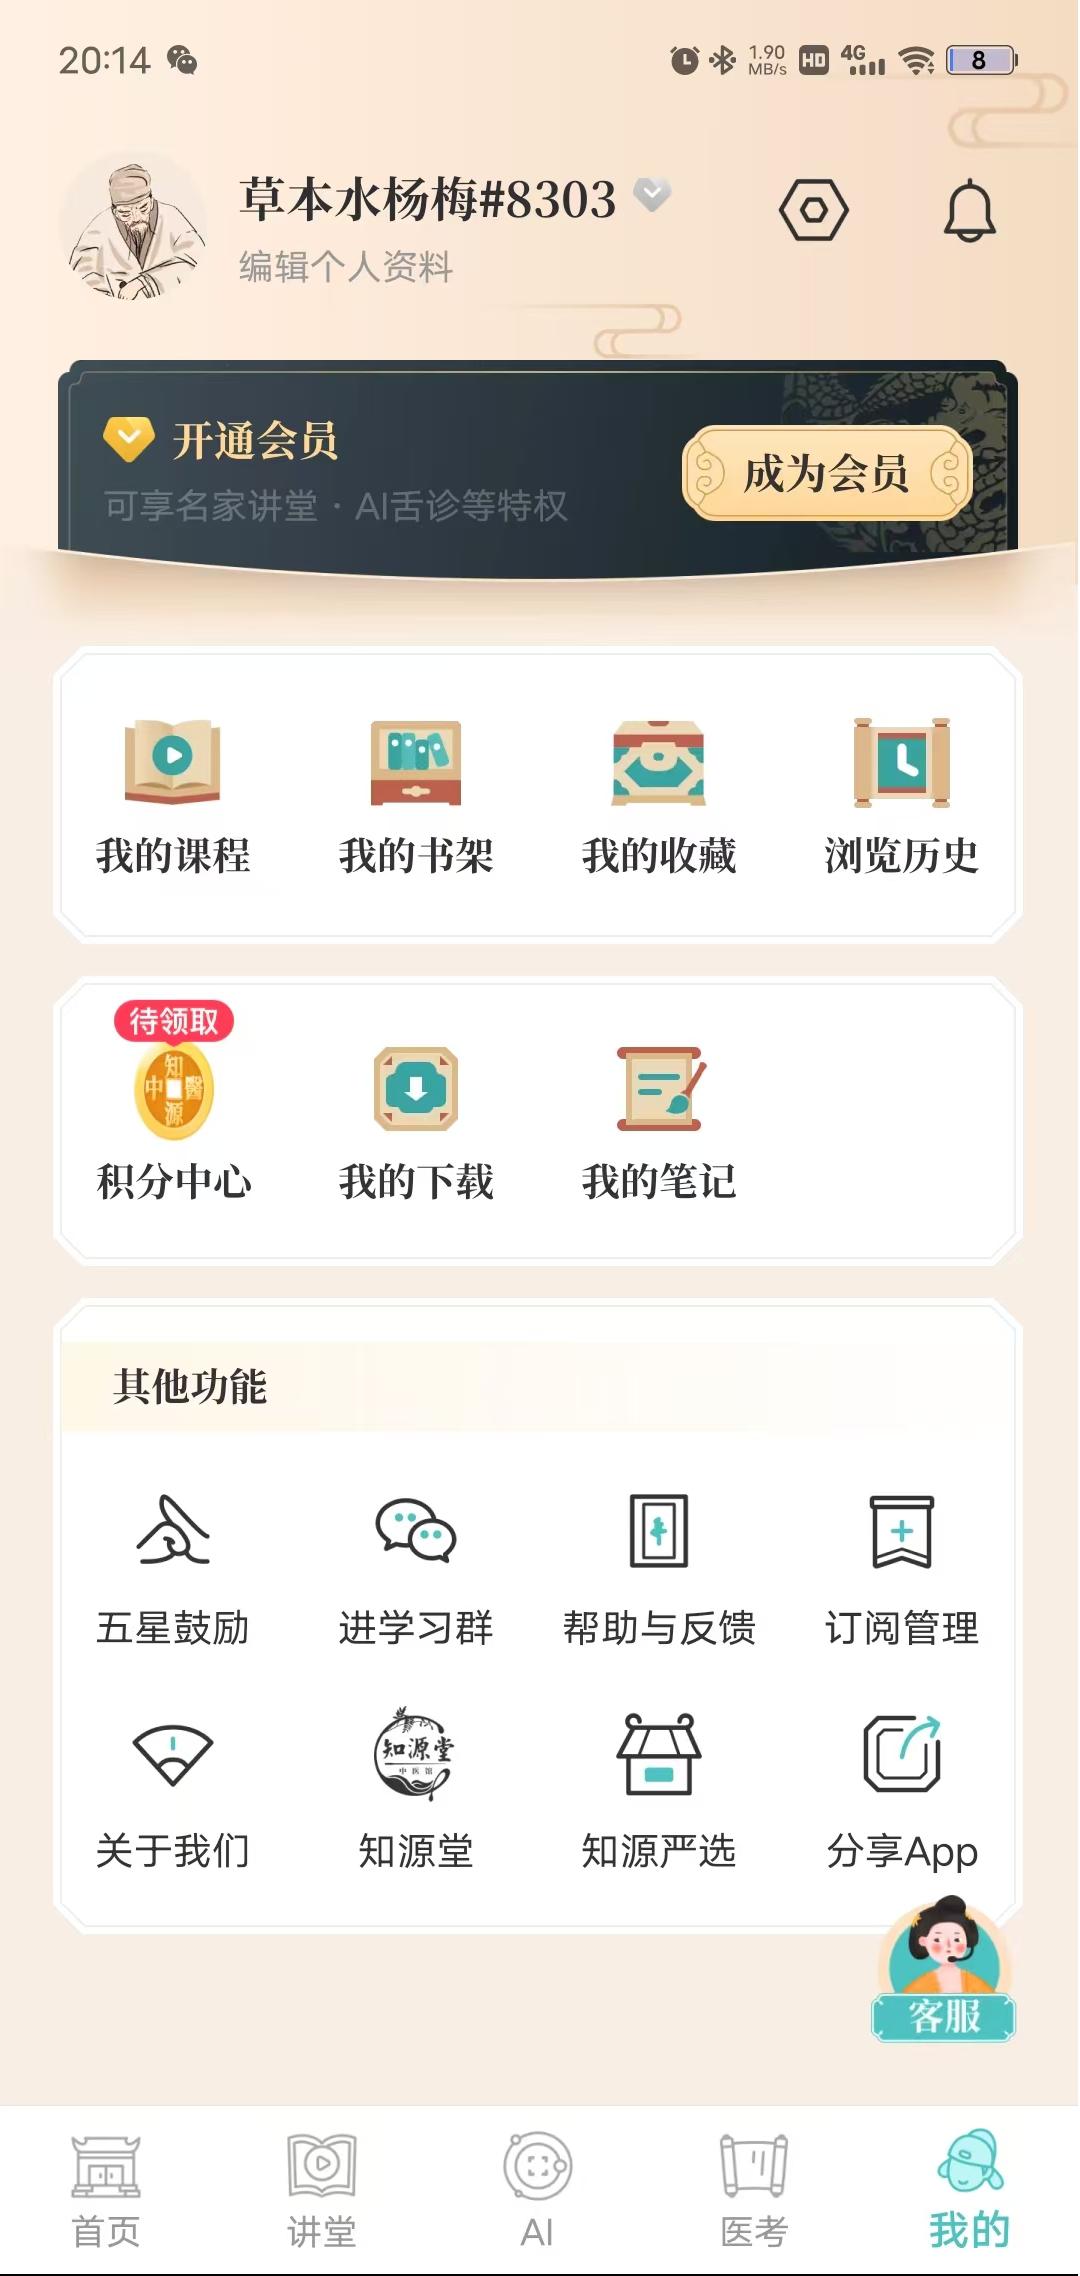 20:14
1.90 MB/s HD 4G 8
草本水杨梅#8303
编辑个人资料
开通会员
可享名家讲堂·AI舌诊等特权
成为会员
我的课程 我的书架 我的收藏 浏览历史
待领取
知
中 醫
源
积分中心 我的下载 我的笔记
其他功能
五星鼓励 进学习群 帮助与反馈 订阅管理
知源堂
中医馆
关于我们 知源堂 知源严选 分享App
客服
首页 讲堂 AI 医考 我的